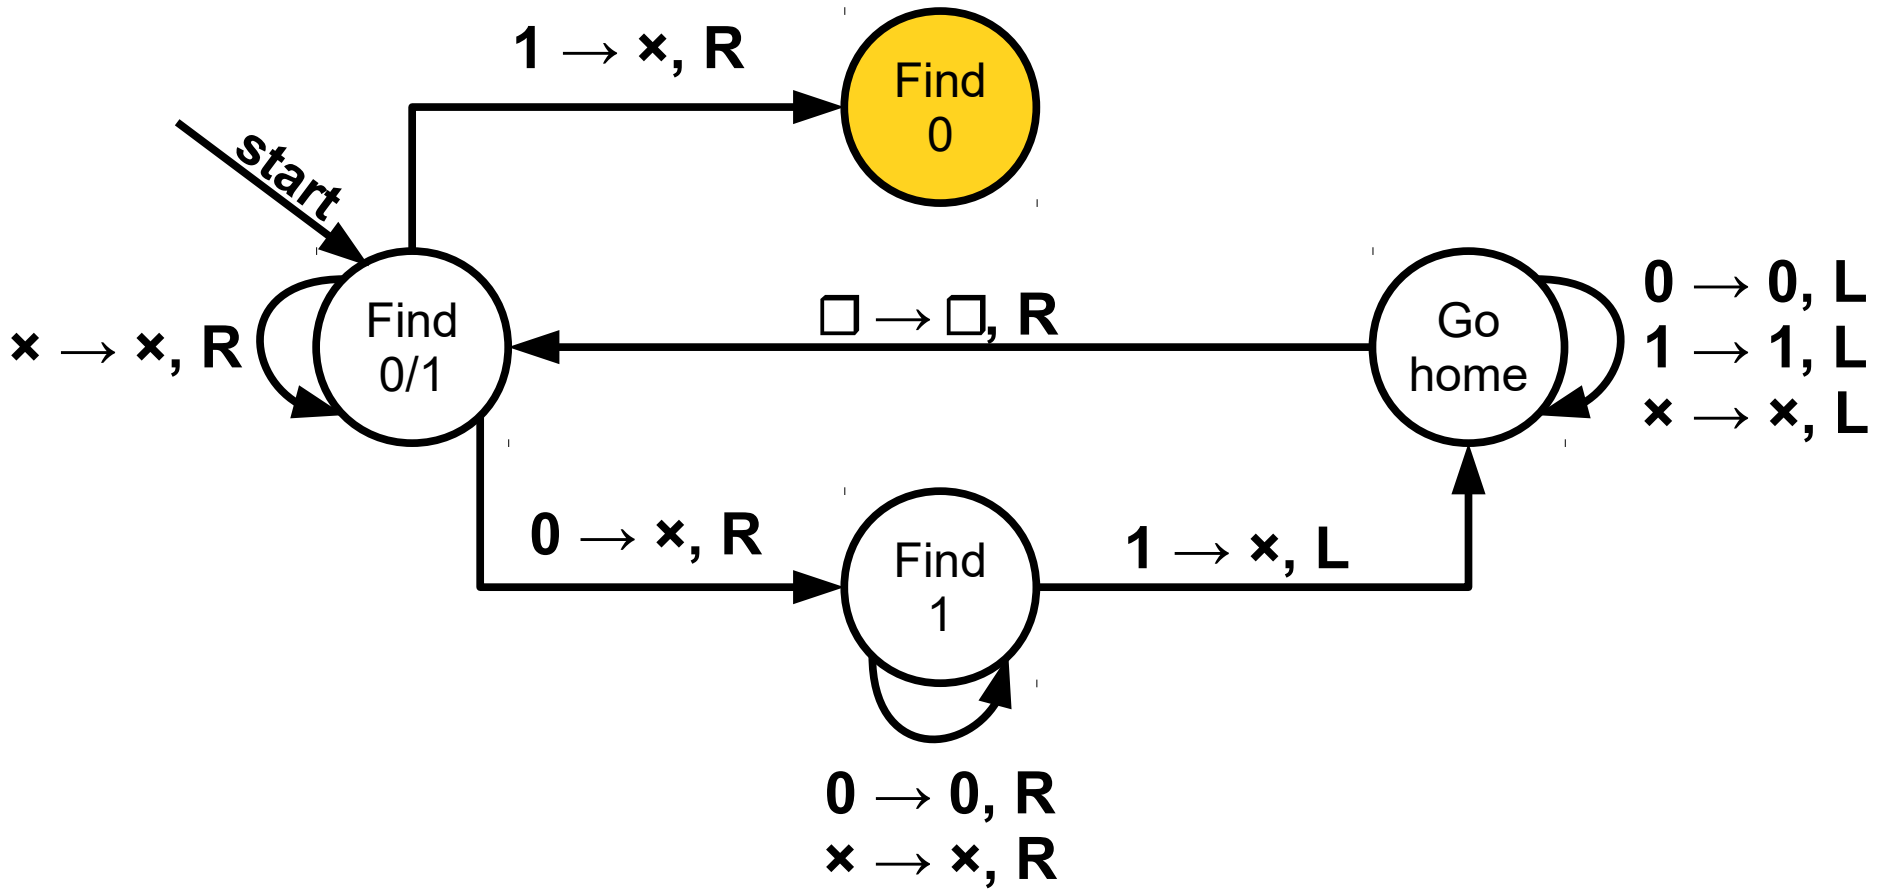 1 → ×, R
Find
0
start
× → ×, R
Find
0/1
□ → □, R
Go
home
0 → 0, L
1 → 1, L
× → ×, L
0 → ×, R
Find
1
1 → ×, L
0 → 0, R
× → ×, R